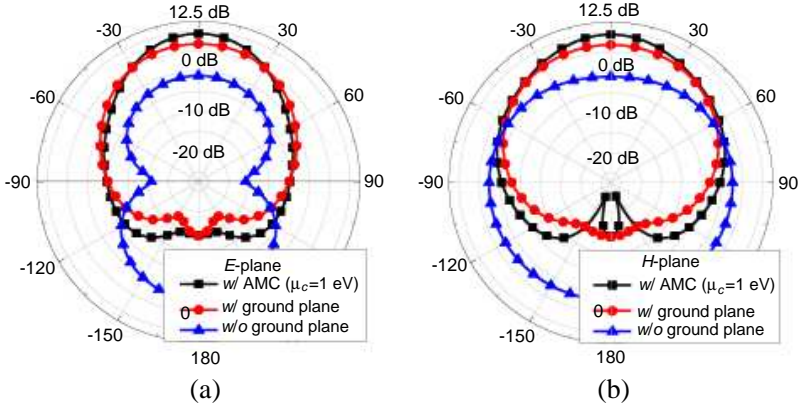 12.5 dB
-30
30
0 dB
-60
60
-10 dB
-20 dB
-90
90
-120
E-plane
w/ AMC (μc=1 eV)
w/ ground plane
0
w/o ground plane
-150
180
(a)
12.5 dB
-30
30
0 dB
-60
60
-10 dB
-20 dB
-90
90
-120
H-plane
w/ AMC (μc=1 eV)
0
w/ ground plane
w/o ground plane
-150
180
(b)